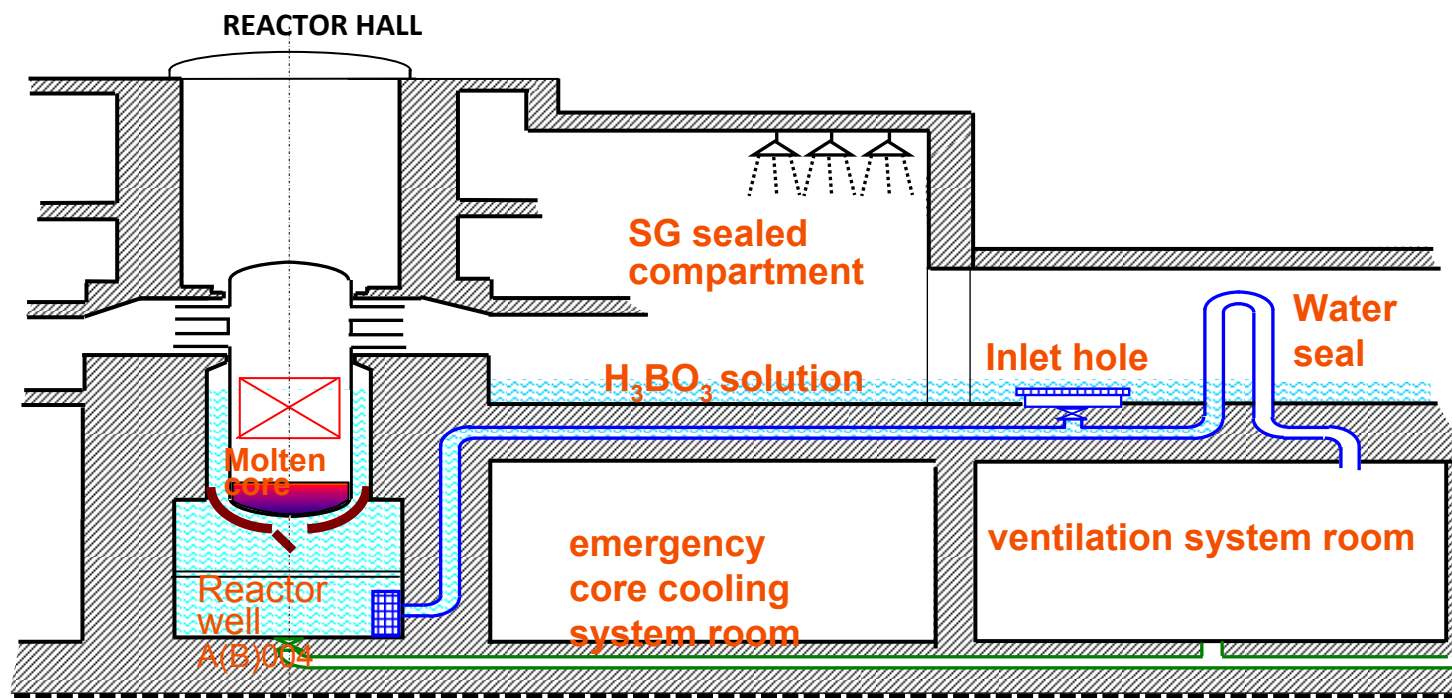 REACTOR HALL
SG sealed
compartment
Water
seal
Inlet hole
H₃BO₃ solution
Molten
core
emergency
core cooling
system room
ventilation system room
Reactor
well
A(B)004